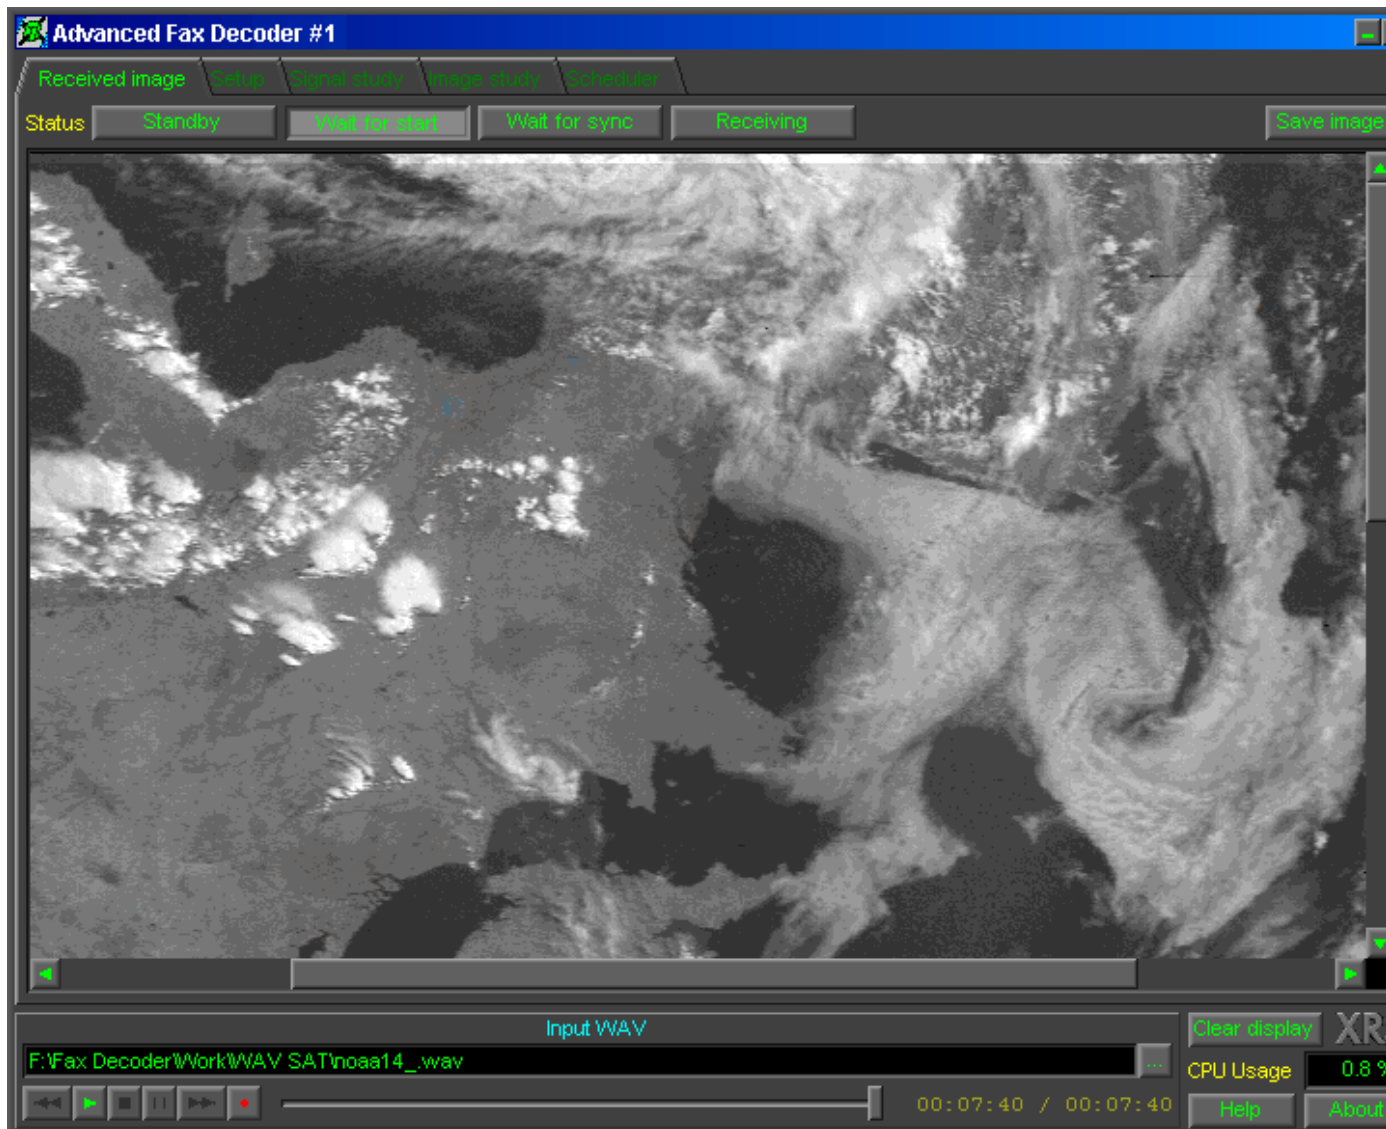 Advanced Fax Decoder #1
Received image Setup Signal study Image study Scheduler
Status Standby Wait for start Wait for sync Receiving Save image
Input WAV
F:\Fax Decoder\Work\WAV SAT\noaa14_.wav ...
Clear display XR
CPU Usage 0.8 %
00:07:40 / 00:07:40
Help About